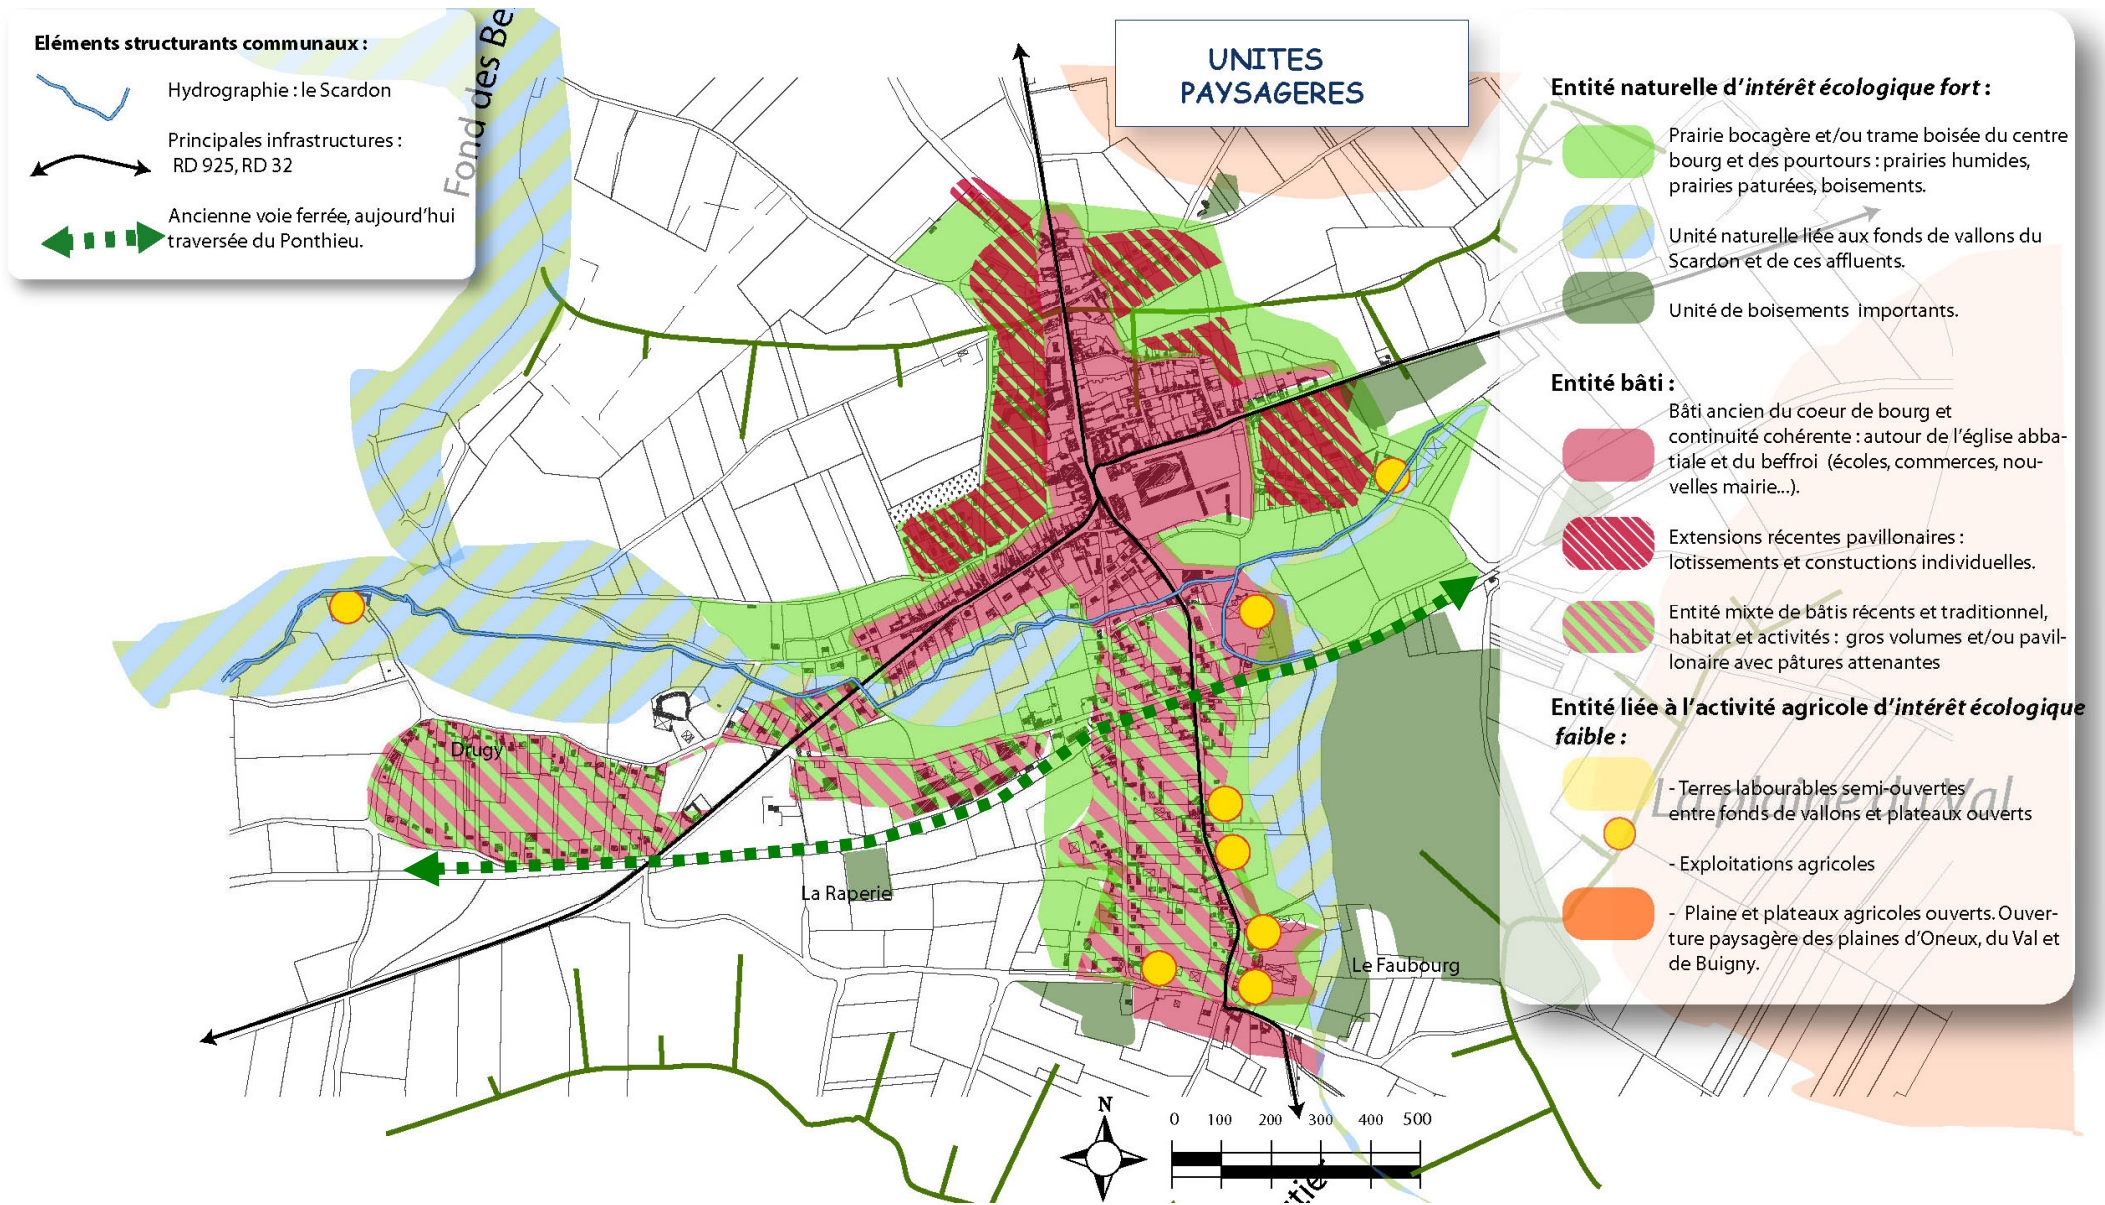 Eléments structurants communaux :
Hydrographie : le Scardon
Principales infrastructures :
RD 925, RD 32
Ancienne voie ferrée, aujourd'hui
traversée du Ponthieu.
Fond des Be
UNITES
PAYSAGERES
Entité naturelle d'intérêt écologique fort :
Prairie bocagère et/ou trame boisée du centre
bourg et des pourtours : prairies humides,
prairies paturées, boisements.
Unité naturelle liée aux fonds de vallons du
Scardon et de ces affluents.
Unité de boisements importants.
Entité bâti :
Bâti ancien du coeur de bourg et
continuité cohérente : autour de l'église abba-
tiale et du beffroi (écoles, commerces, nou-
velles mairie...).
Extensions récentes pavillonaires :
lotissements et constuctions individuelles.
Entité mixte de bâtis récents et traditionnel,
habitat et activités : gros volumes et/ou pavil-
lonaire avec pâtures attenantes
Entité liée à l'activité agricole d'intérêt écologique
faible :
- Terres labourables semi-ouvertes
entre fonds de vallons et plateaux ouverts
- Exploitations agricoles
- Plaine et plateaux agricoles ouverts. Ouver-
ture paysagère des plaines d'Oneux, du Val et
de Buigny.
La plaine du Val
Drugy
La Raperie
Le Faubourg
N
0 100 200 300 400 500
tier